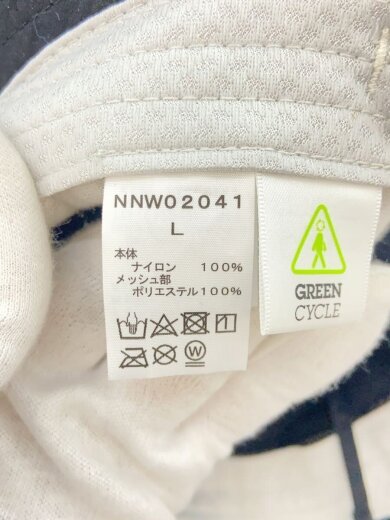 NNW02041
L
本体
ナイロン 100%
メッシュ部
ポリエステル100%
W
GREEN
CYCLE